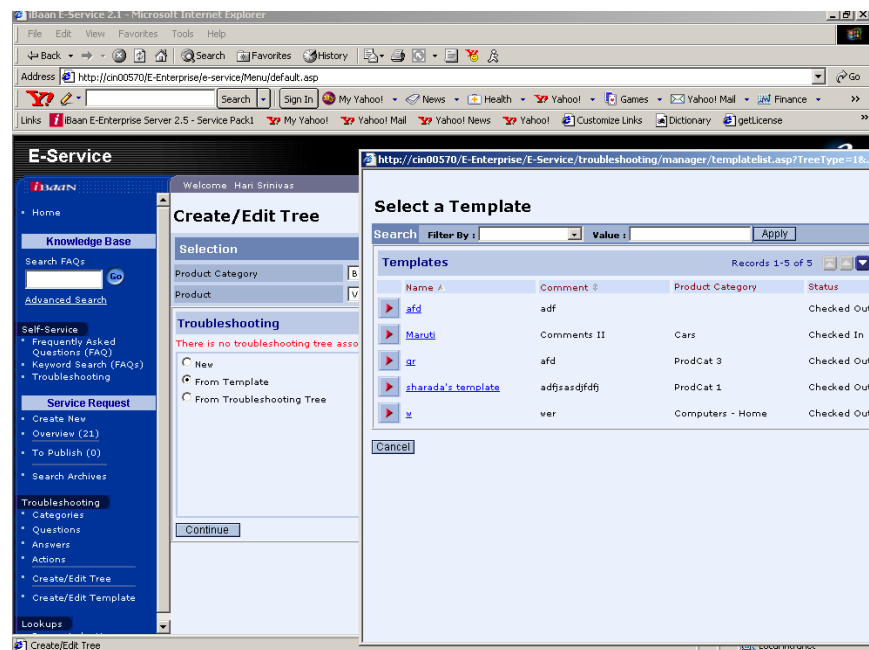 iBaan E-Service 2.1 - Microsoft Internet Explorer
File Edit View Favorites Tools Help
Back Search Favorites History
Address http://cin00570/E-Enterprise/e-service/Menu/default.asp Go
Y! Search Sign In My Yahoo! News Health Yahoo! Games Yahoo! Mail Finance »
Links iBaan E-Enterprise Server 2.5 - Service Pack1 My Yahoo! Yahoo! Mail Yahoo! News Yahoo! Customize Links Dictionary getLicense »
E-Service
iBaan
Welcome Hari Srinivas
Home
Knowledge Base
Search FAQs
Go
Advanced Search
Self-Service
Frequently Asked
Questions (FAQ)
Keyword Search (FAQs)
Troubleshooting
Service Request
Create New
Overview (21)
To Publish (0)
Search Archives
Troubleshooting
Categories
Questions
Answers
Actions
Create/Edit Tree
Create/Edit Template
Lookups
Create/Edit Tree
Selection
Product Category B
Product V
Troubleshooting
There is no troubleshooting tree asso
New
From Template
From Troubleshooting Tree
Continue
http://cin00570/E-Enterprise/E-Service/troubleshooting/manager/templatelist.asp?TreeType=18..
Select a Template
Search Filter By : Value : Apply
Templates Records 1-5 of 5
Name Comment Product Category Status
afd adf Checked Out
Maruti Comments II Cars Checked In
qr afd ProdCat 3 Checked Out
sharada's template adfjsasdjfdfj ProdCat 1 Checked Out
w wer Computers - Home Checked Out
Cancel
Create/Edit Tree
Local intranet